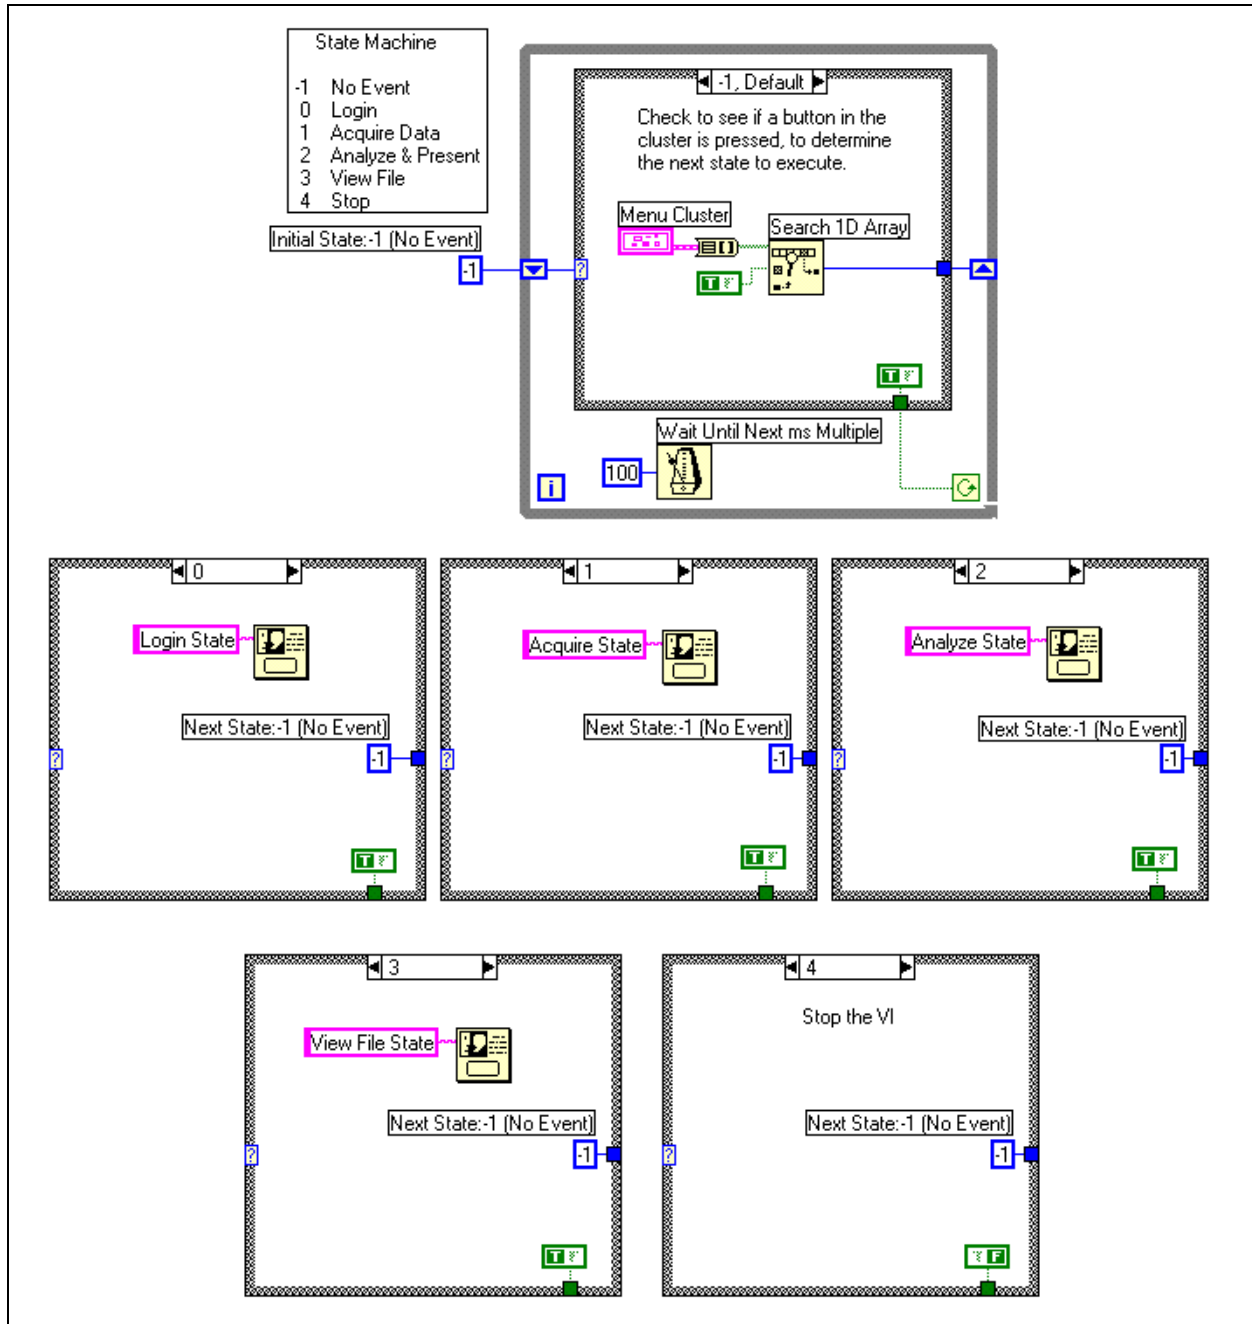 State Machine
-1 No Event
0 Login
1 Acquire Data
2 Analyze & Present
3 View File
4 Stop
Initial State:-1 (No Event)
-1
-1, Default
Check to see if a button in the
cluster is pressed, to determine
the next state to execute.
Menu Cluster
Search 1D Array
?
T
T
Wait Until Next ms Multiple
100
i
0
Login State
Next State:-1 (No Event)
?
-1
T
1
Acquire State
Next State:-1 (No Event)
?
-1
T
2
Analyze State
Next State:-1 (No Event)
?
-1
T
3
View File State
Next State:-1 (No Event)
?
-1
T
4
Stop the VI
Next State:-1 (No Event)
?
-1
F